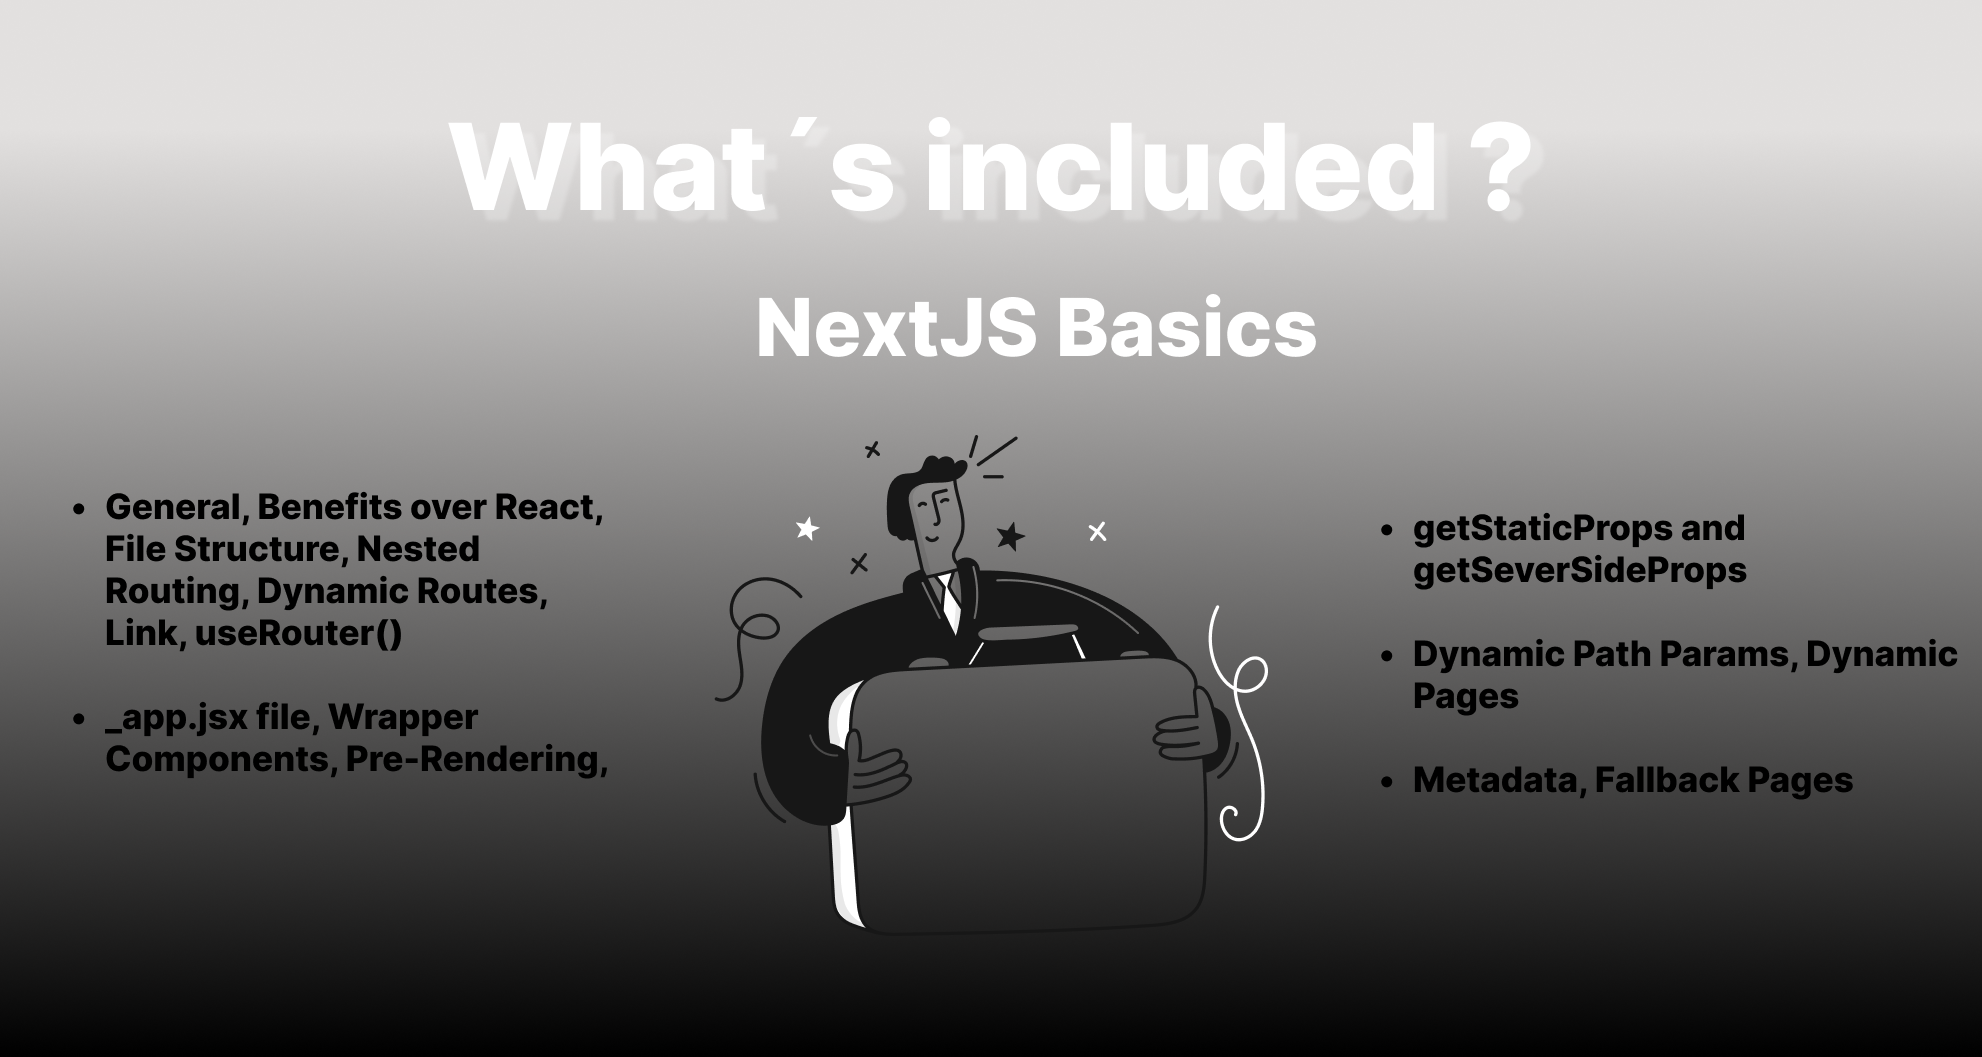 What´s included ?
NextJS Basics
• General, Benefits over React,
File Structure, Nested
Routing, Dynamic Routes,
Link, useRouter()
• _app.jsx file, Wrapper
Components, Pre-Rendering,
• getStaticProps and
getSeverSideProps
• Dynamic Path Params, Dynamic
Pages
• Metadata, Fallback Pages